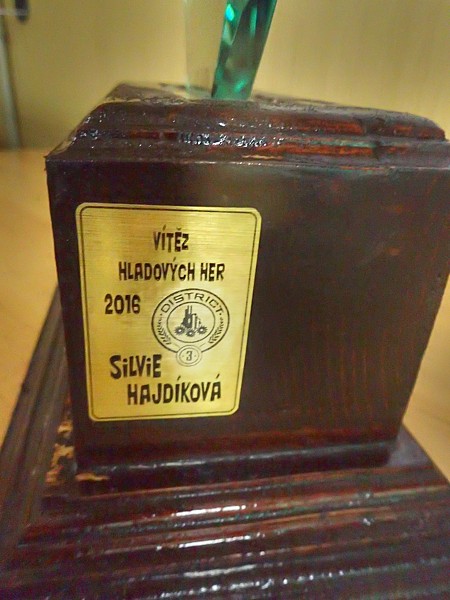 VÍTĚZ
HLADOVÝCH HER
2016
DISTRICT
3
SiLViE
HAJDÍKOVÁ